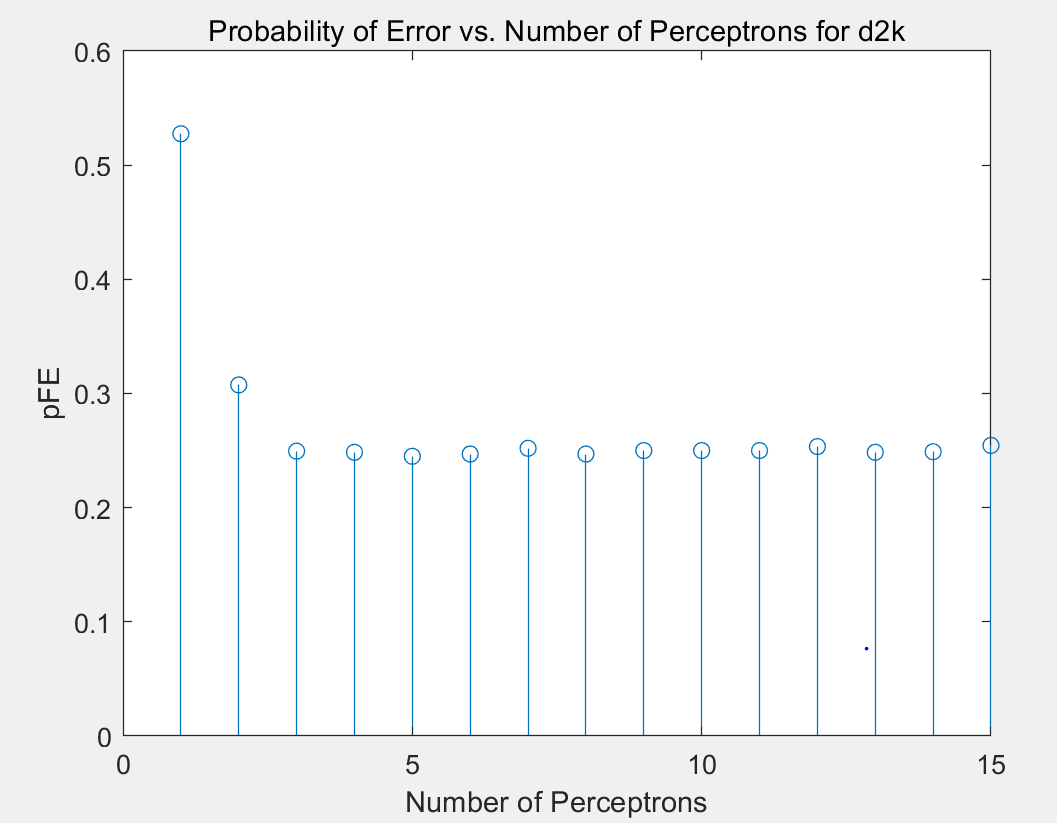 Probability of Error vs. Number of Perceptrons for d2k
0.6
0.5
0.4
0.3
0.2
0.1
0
pFE
0 5 10 15
Number of Perceptrons